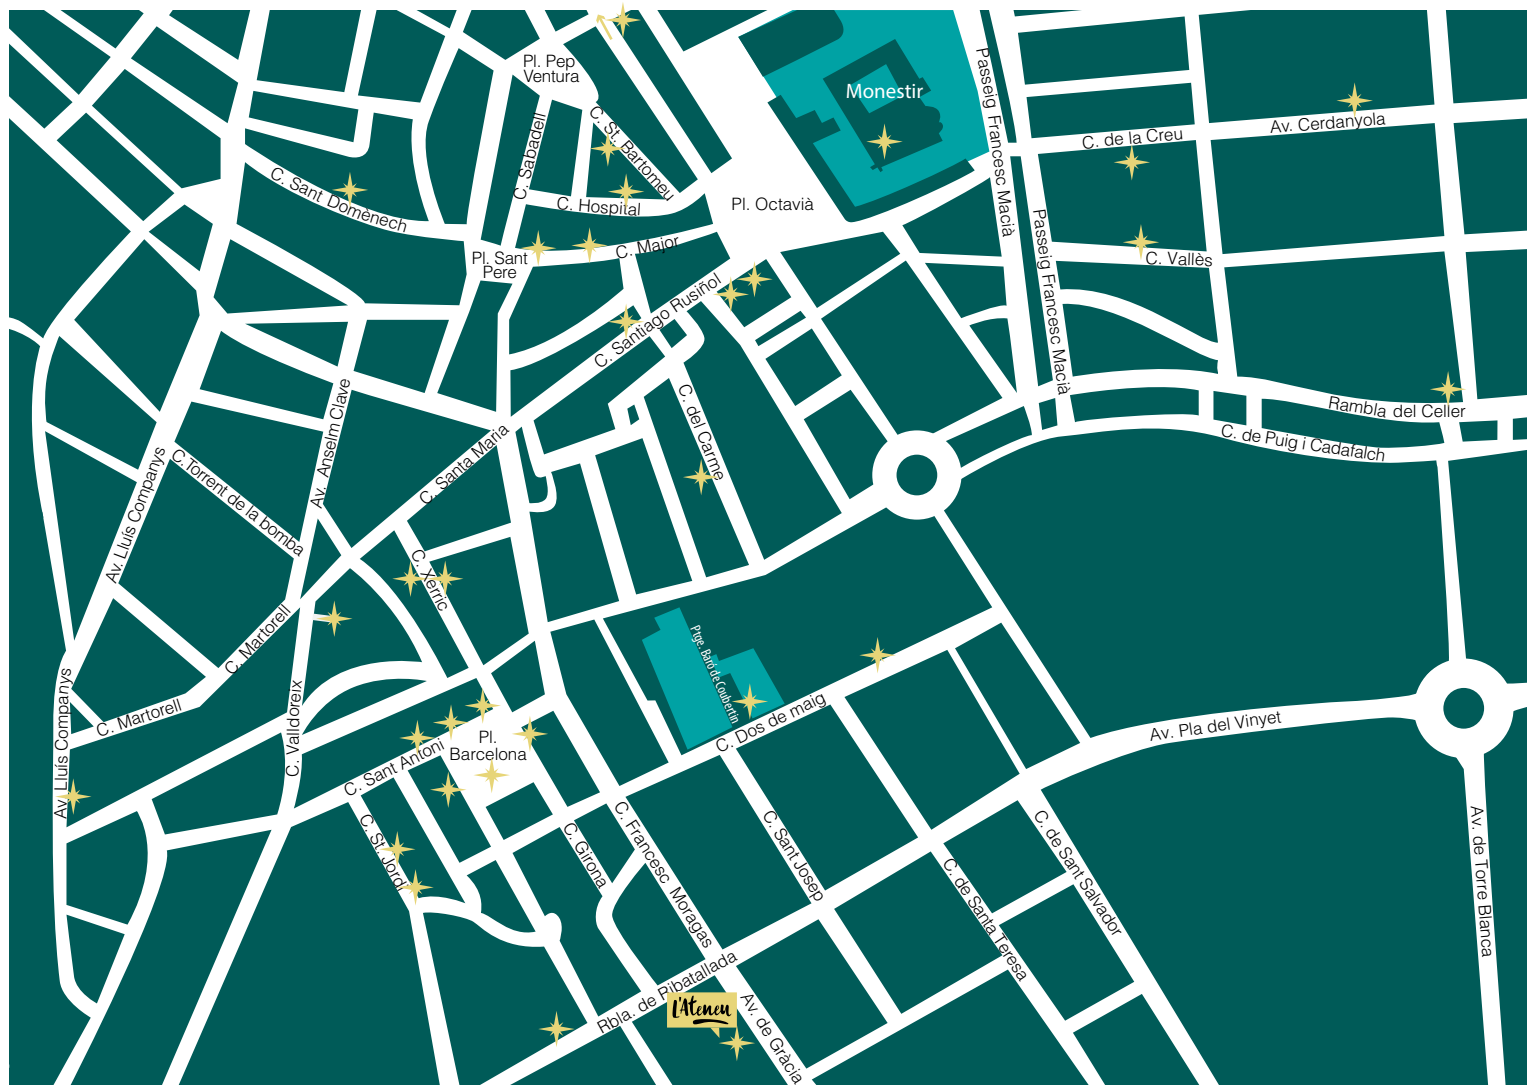 Pl. Pep
Ventura
Monestir
Passeig Francesc Macià
C. St. Bartomeu
C. Sabadell
C. de la Creu
Av. Cerdanyola
C. Sant Domènech
C. Hospital
Pl. Octavià
Passeig Francesc Macià
C. Major
Pl. Sant
Pere
C. Vallès
C. Santiago Rusiñol
Av. Anselm Clave
C. del Carme
Rambla del Celler
C. de Puig i Cadafalch
C. Santa Maria
Av. Lluís Companys
C. Torrent de la bomba
C. Xerric
C. Martorell
Ptge. Baró de Coubertin
Av. Lluís Companys
C. Martorell
C. Valldoreix
C. Dos de maig
Av. Pla del Vinyet
Pl.
Barcelona
C. Sant Antoni
C. St. Jordi
C. Girona
C. Francesc Moragas
C. Sant Josep
C. de Sant Salvador
C. de Santa Teresa
Av. de Torre Blanca
Rbla. de Ribatallada
L'Ateneu
Av. de Gràcia